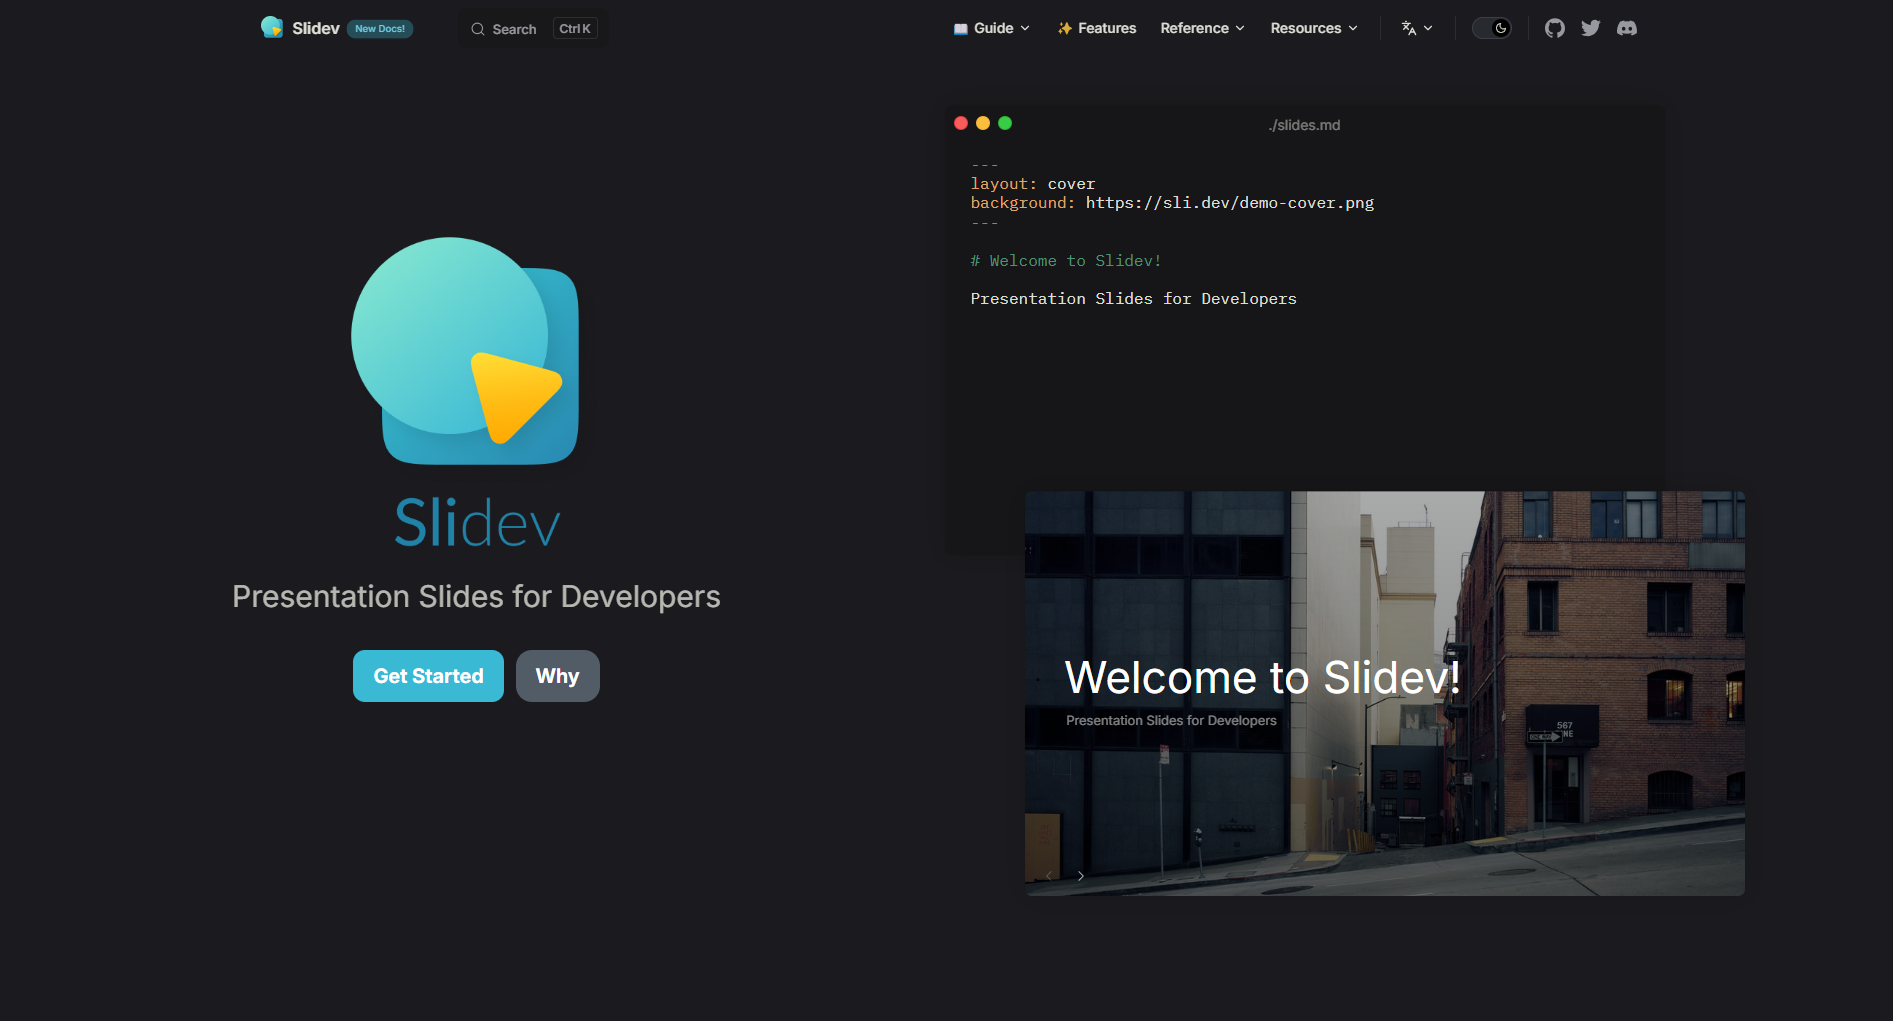 Slidev New Docs! Search Ctrl K Guide Features Reference Resources
./slides.md
---
layout: cover
background: https://sli.dev/demo-cover.png
---
# Welcome to Slidev!
Presentation Slides for Developers
Slidev
Presentation Slides for Developers
Get Started Why
Welcome to Slidev!
Presentation Slides for Developers
567
ONE WAY